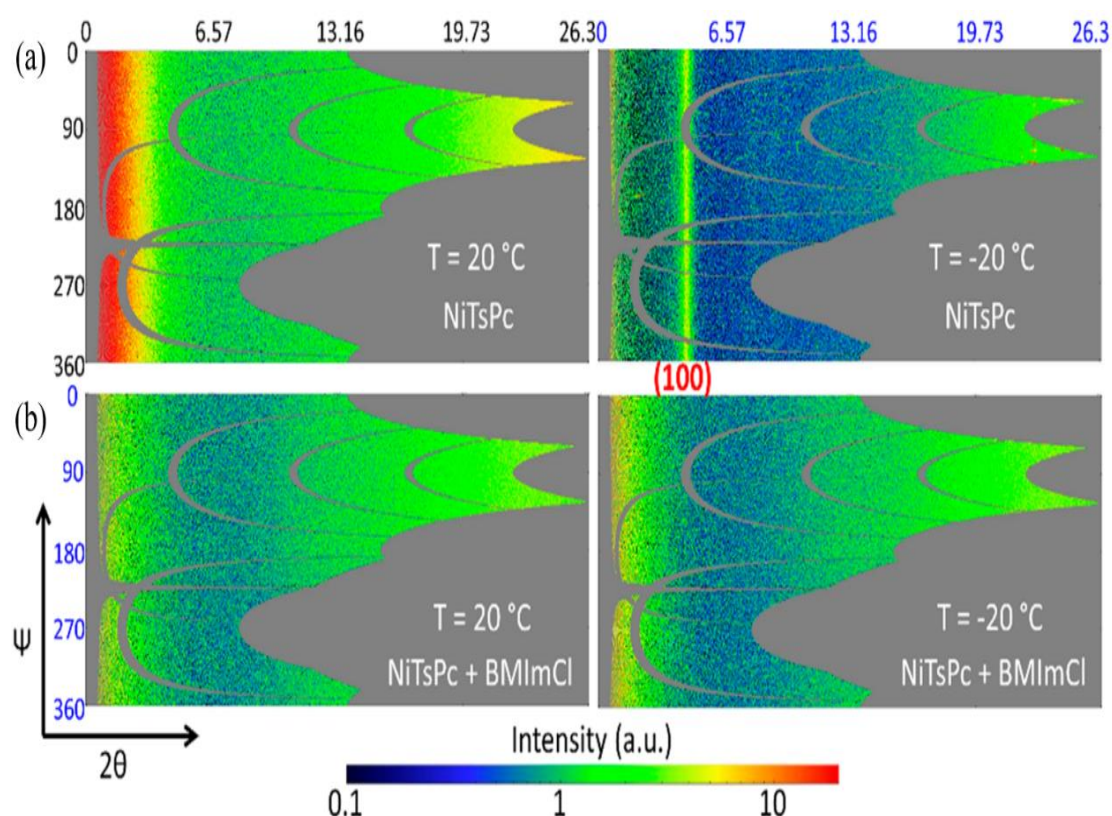 0 6.57 13.16 19.73 26.30 0 6.57 13.16 19.73 26.3
(a)
0
90
180
270
360
T = 20 °C
NiTsPc
T = -20 °C
NiTsPc
(100)
(b)
0
90
180
270
360
T = 20 °C
NiTsPc + BMImCl
T = -20 °C
NiTsPc + BMImCl
Ψ
2θ
Intensity (a.u.)
0.1 1 10